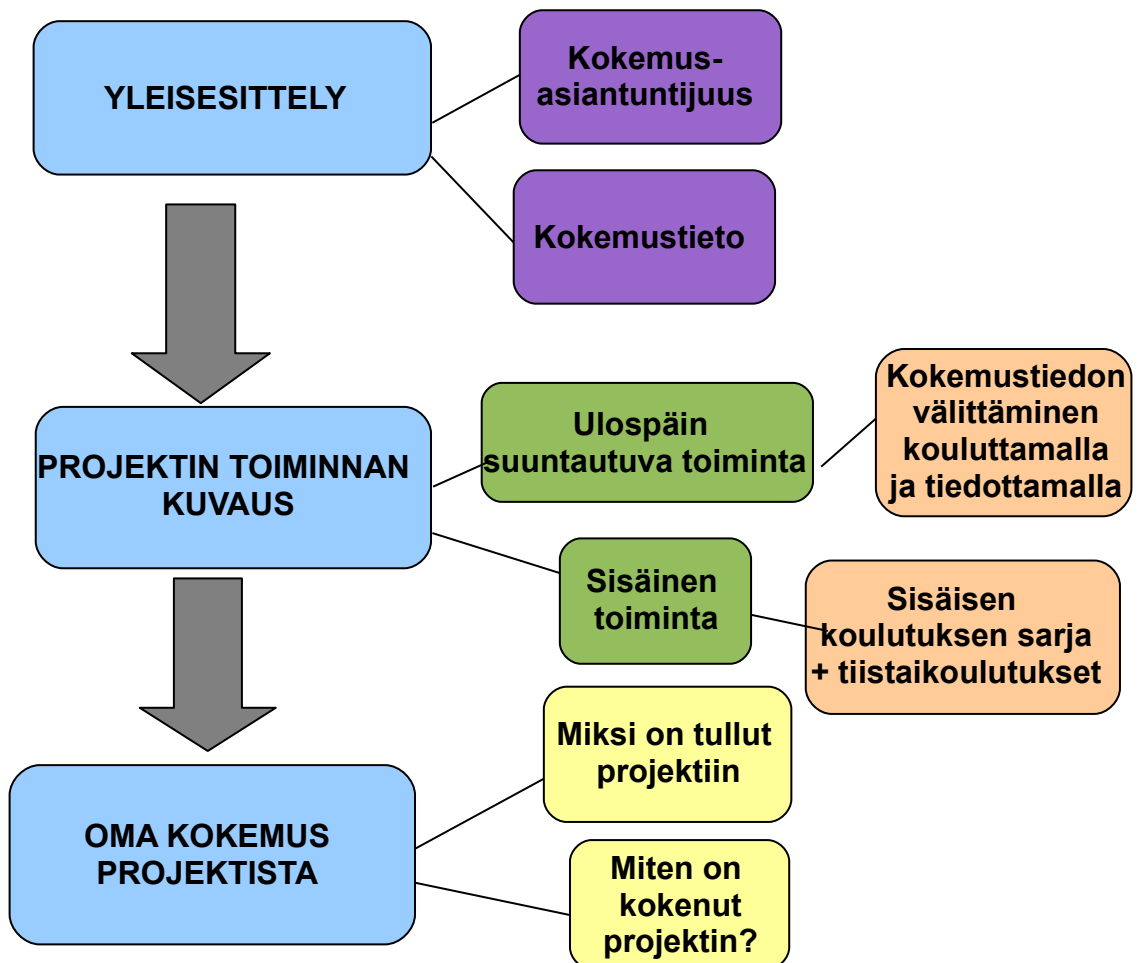 YLEISESITTELY
Kokemus-
asiantuntijuus
Kokemustieto
PROJEKTIN TOIMINNAN
KUVAUS
Ulospäin
suuntautuva toiminta
Kokemustiedon
välittäminen
kouluttamalla
ja tiedottamalla
Sisäinen
toiminta
Sisäisen
koulutuksen sarja
+ tiistaikoulutukset
OMA KOKEMUS
PROJEKTISTA
Miksi on tullut
projektiin
Miten on
kokenut
projektin?